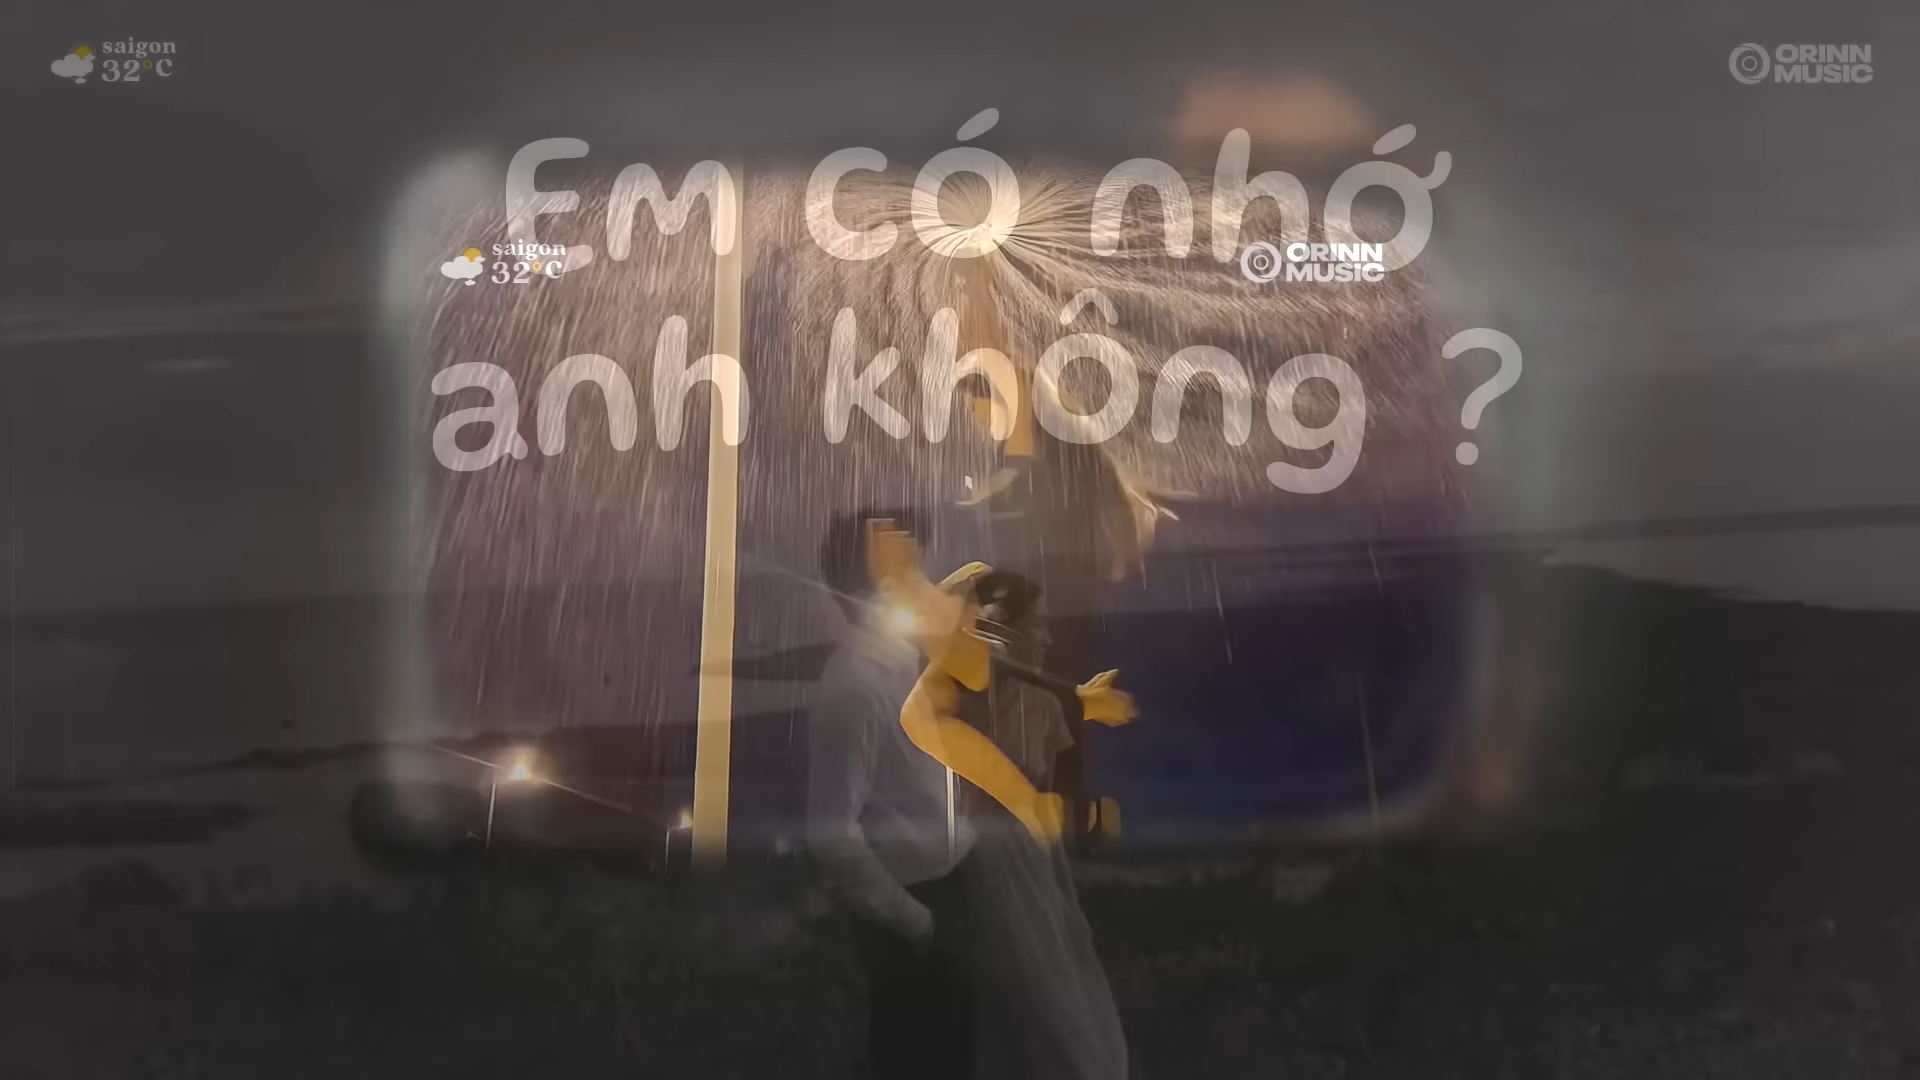 saigon
32°C
ORINN
MUSIC
Em có nhớ
saigon
32°C
ORINN
MUSIC
anh không ?